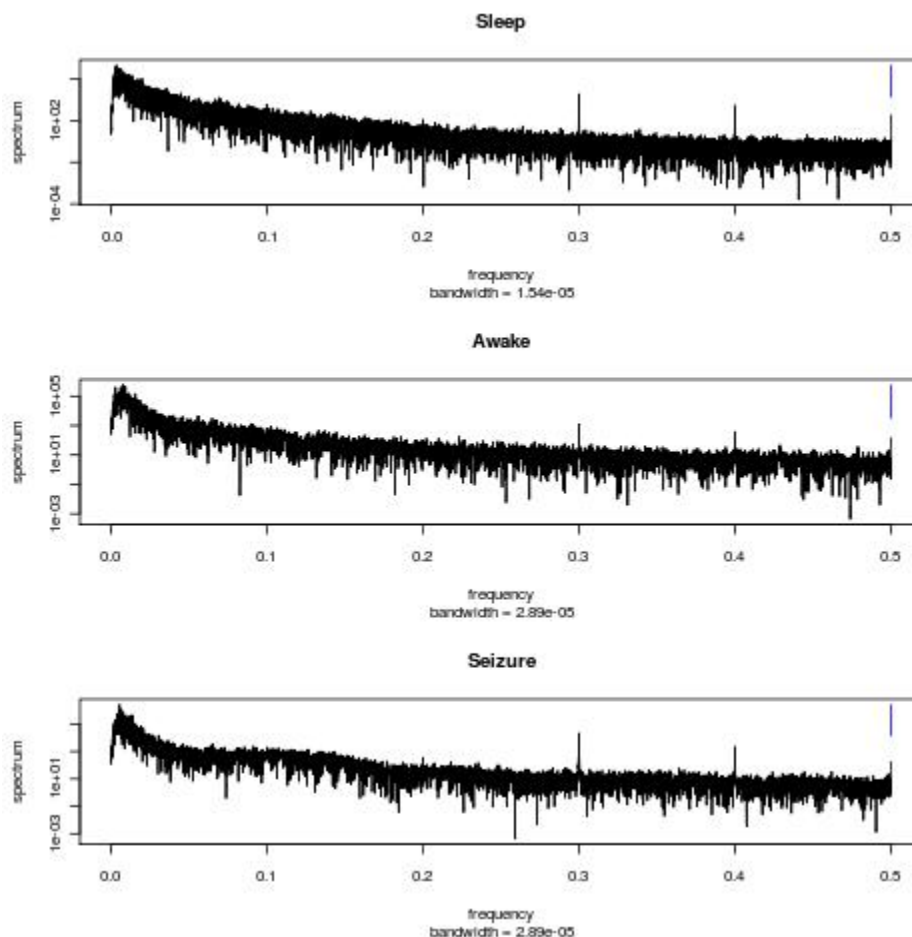 Sleep
spectrum
1e-04 1e+02
0.0 0.1 0.2 0.3 0.4 0.5
frequency
bandwidth = 1.54e-05
Awake
spectrum
1e-03 1e+01 1e+05
0.0 0.1 0.2 0.3 0.4 0.5
frequency
bandwidth = 2.89e-05
Seizure
spectrum
1e-03 1e+01
0.0 0.1 0.2 0.3 0.4 0.5
frequency
bandwidth = 2.89e-05